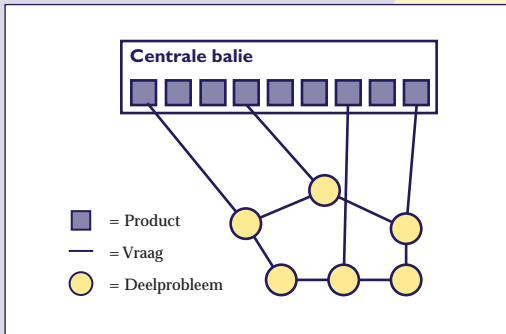 Centrale balie
= Product
= Vraag
= Deelprobleem